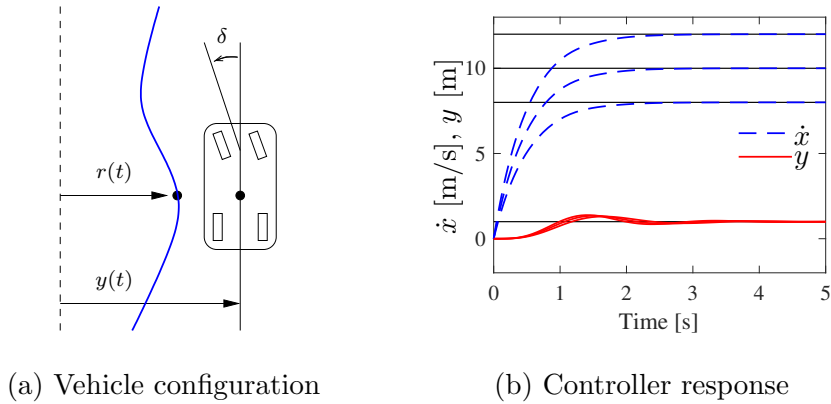 δ
r(t)
y(t)
(a) Vehicle configuration
ẋ [m/s], y [m]
10
5
0
ẋ
y
0 1 2 3 4 5
Time [s]
(b) Controller response